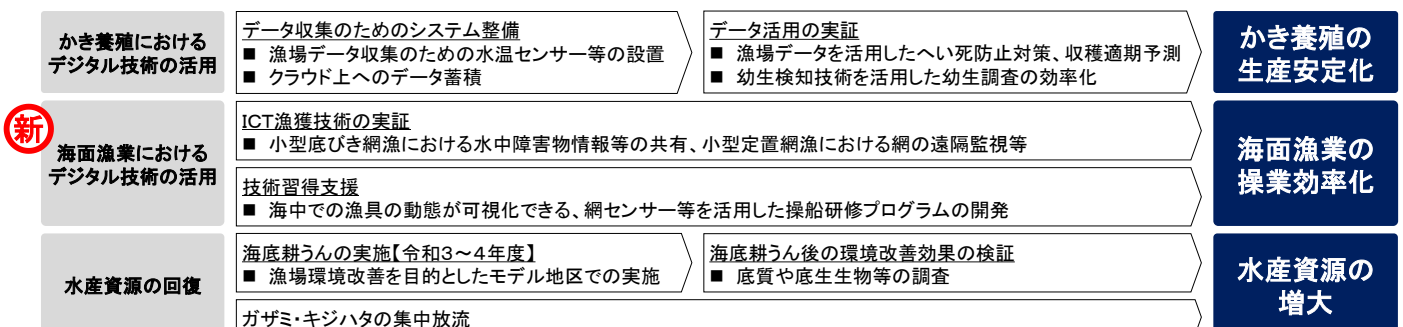 かき養殖における
デジタル技術の活用
データ収集のためのシステム整備
■ 漁場データ収集のための水温センサー等の設置
■ クラウド上へのデータ蓄積
データ活用の実証
■ 漁場データを活用したへい死防止対策、収穫適期予測
■ 幼生検知技術を活用した幼生調査の効率化
かき養殖の
生産安定化
新
海面漁業における
デジタル技術の活用
ICT漁獲技術の実証
■ 小型底びき網漁における水中障害物情報等の共有、小型定置網漁における網の遠隔監視等
技術習得支援
■ 海中での漁具の動態が可視化できる、網センサー等を活用した操船研修プログラムの開発
海面漁業の
操業効率化
水産資源の回復
海底耕うんの実施【令和3～4年度】
■ 漁場環境改善を目的としたモデル地区での実施
海底耕うん後の環境改善効果の検証
■ 底質や底生生物等の調査
ガザミ・キジハタの集中放流
水産資源の
増大